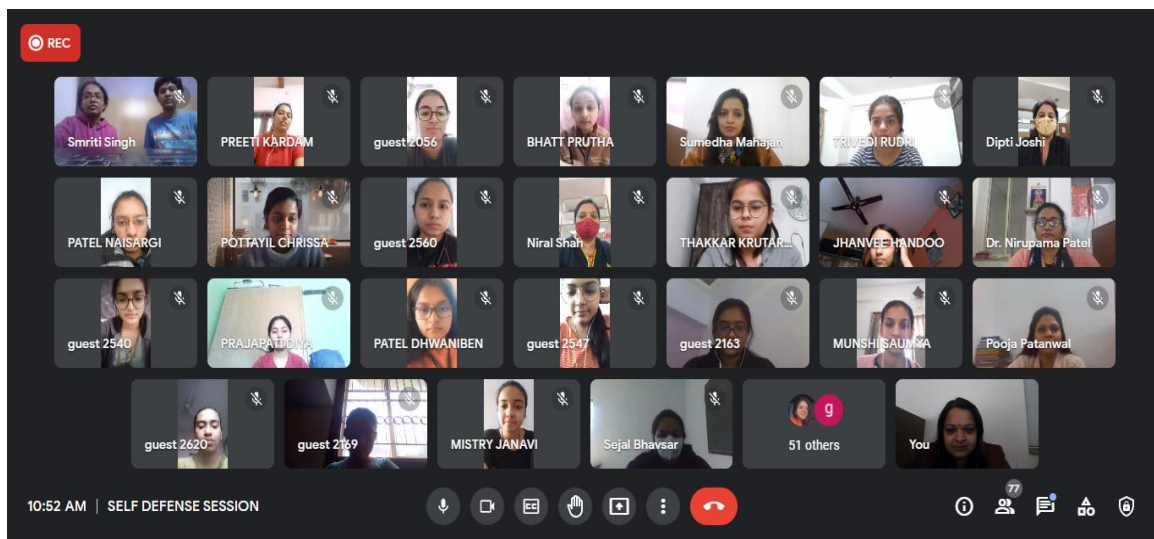 REC
Smriti Singh
PREETI KARDAM
guest 2056
BHATT PRUTHA
Sumedha Mahajan
TRIVEDI RUDRI
Dipti Joshi
PATEL NAISARGI
POTTAYIL CHRISSA
guest 2560
Niral Shah
THAKKAR KRUTAR...
JHANVEE HANDOO
Dr. Nirupama Patel
guest 2540
PRAJAPATI DIYA
PATEL DHWANIBEN
guest 2547
guest 2163
MUNSHI SAUMYA
Pooja Patanwal
guest 2620
guest 2169
MISTRY JANAVI
Sejal Bhavsar
g
51 others
You
10:52 AM | SELF DEFENSE SESSION
CC
77